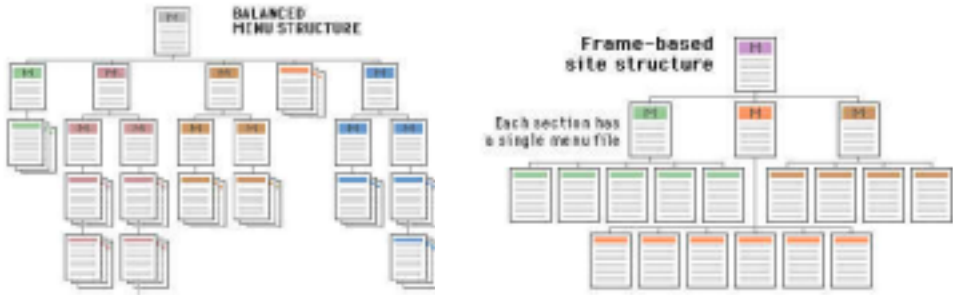 BALANCED
MENU STRUCTURE
M
M
M
M
M
M
M
M
M
M
M
Frame-based
site structure
M
Each section has
a single menu file
M
M
M